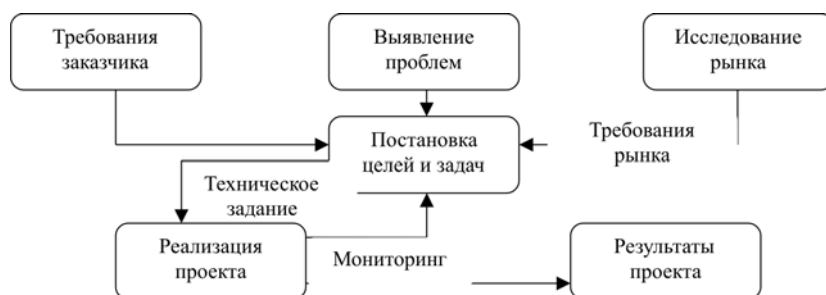 Требования
заказчика
Выявление
проблем
Исследование
рынка
Постановка
целей и задач
Требования
рынка
Техническое
задание
Реализация
проекта
Мониторинг
Результаты
проекта